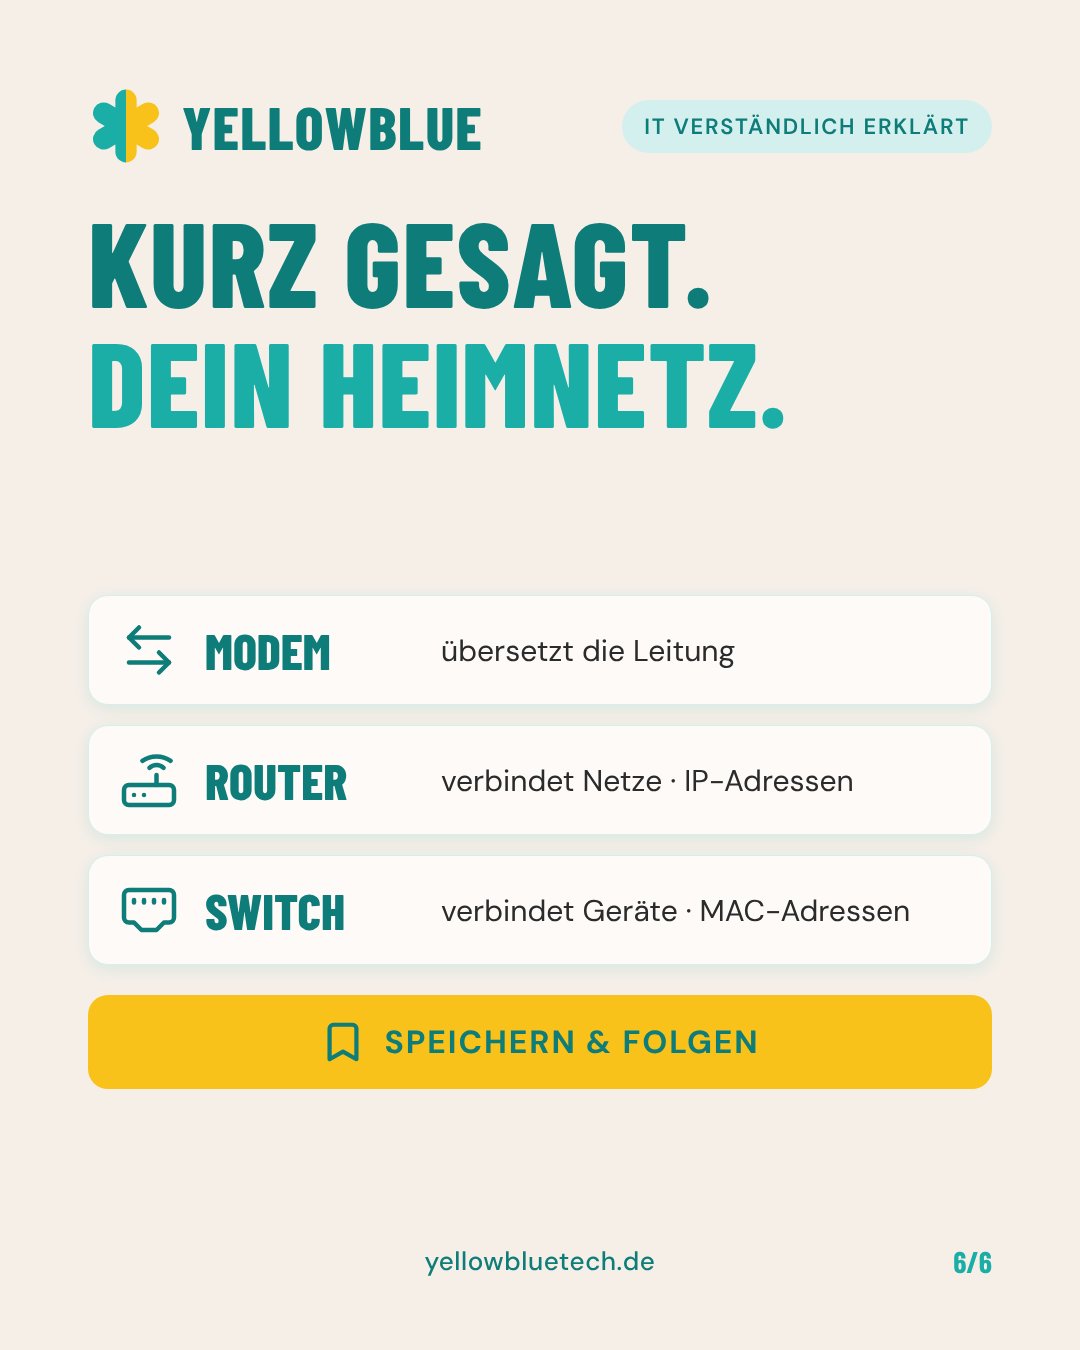 YELLOWBLUE
IT VERSTÄNDLICH ERKLÄRT
KURZ GESAGT.
DEIN HEIMNETZ.
MODEM übersetzt die Leitung
ROUTER verbindet Netze · IP-Adressen
SWITCH verbindet Geräte · MAC-Adressen
SPEICHERN & FOLGEN
yellowbluetech.de
6/6